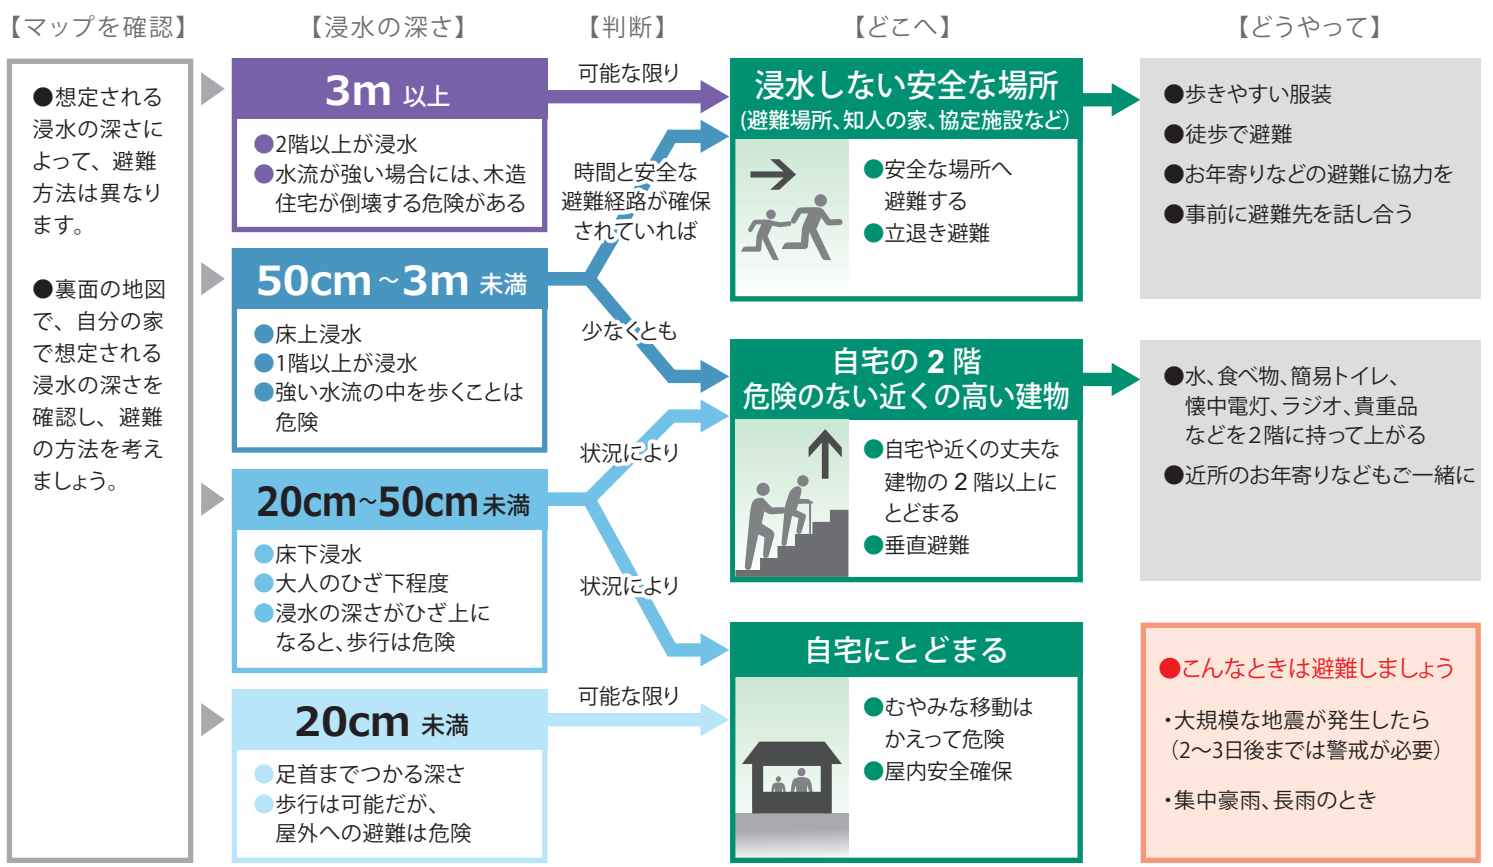 【マップを確認】
【浸水の深さ】
【判断】
【どこへ】
【どうやって】
●想定される
浸水の深さに
よって、避難
方法は異なり
ます。
●裏面の地図
で、自分の家
で想定される
浸水の深さを
確認し、避難
の方法を考え
ましょう。
3m 以上
●2階以上が浸水
●水流が強い場合には、木造
住宅が倒壊する危険がある
50cm～3m 未満
●床上浸水
●1階以上が浸水
●強い水流の中を歩くことは
危険
20cm～50cm未満
●床下浸水
●大人のひざ下程度
●浸水の深さがひざ上に
なると、歩行は危険
20cm 未満
●足首までつかる深さ
●歩行は可能だが、
屋外への避難は危険
可能な限り
時間と安全な
避難経路が確保
されていれば
少なくとも
状況により
状況により
可能な限り
浸水しない安全な場所
(避難場所、知人の家、協定施設など)
●安全な場所へ
避難する
●立退き避難
自宅の 2 階
危険のない近くの高い建物
●自宅や近くの丈夫な
建物の 2 階以上に
とどまる
●垂直避難
自宅にとどまる
●むやみな移動は
かえって危険
●屋内安全確保
●歩きやすい服装
●徒歩で避難
●お年寄りなどの避難に協力を
●事前に避難先を話し合う
●水、食べ物、簡易トイレ、
懐中電灯、ラジオ、貴重品
などを2階に持って上がる
●近所のお年寄りなどもご一緒に
●こんなときは避難しましょう
・大規模な地震が発生したら
（2～3日後までは警戒が必要）
・集中豪雨、長雨のとき